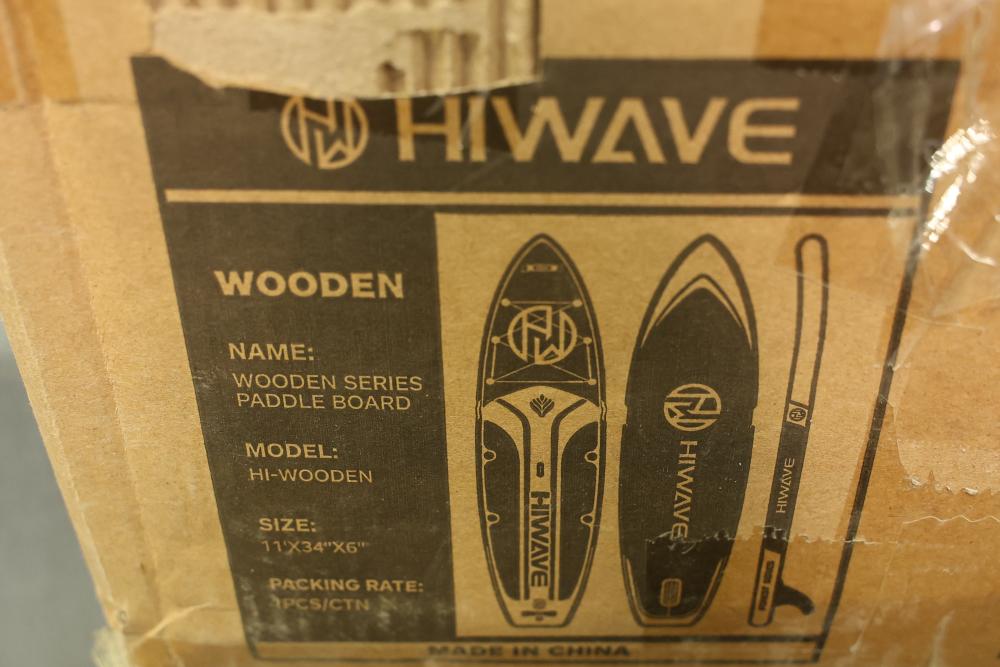 HIWAVE
WOODEN
NAME:
WOODEN SERIES
PADDLE BOARD
MODEL:
HI-WOODEN
SIZE:
11'X34"X6"
PACKING RATE:
1PCS/CTN
HIWAVE
HIWAVE
HIWAVE
MADE IN CHINA